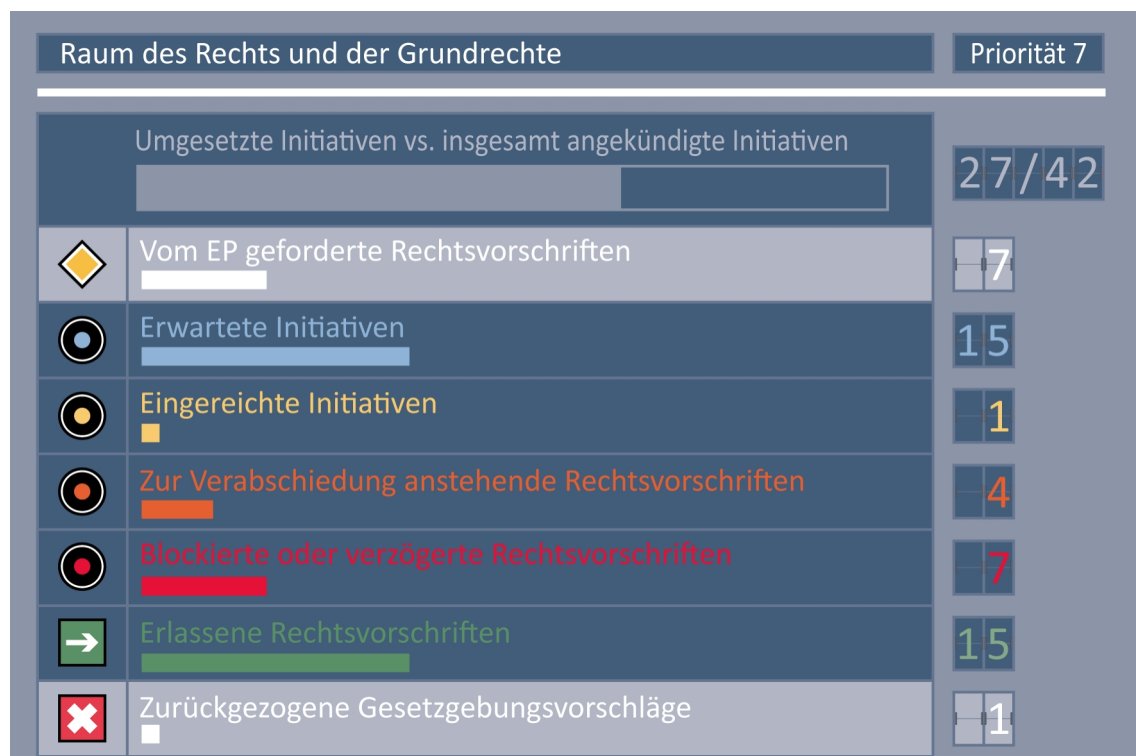 Raum des Rechts und der Grundrechte Priorität 7
Umgesetzte Initiativen vs. insgesamt angekündigte Initiativen 27/42
Vom EP geforderte Rechtsvorschriften 7
Erwartete Initiativen 15
Eingereichte Initiativen 1
Zur Verabschiedung anstehende Rechtsvorschriften 4
Blockierte oder verzögerte Rechtsvorschriften 7
Erlassene Rechtsvorschriften 15
Zurückgezogene Gesetzgebungsvorschläge 1